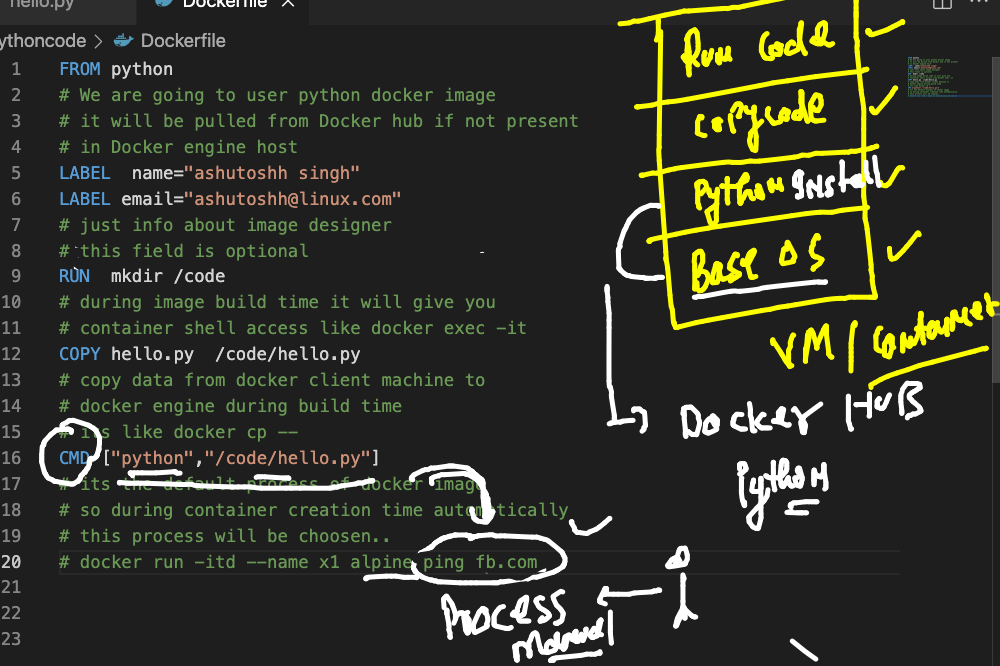 hello.py
Dockerfile
ythoncode > Dockerfile
1 FROM python
2 # We are going to user python docker image
3 # it will be pulled from Docker hub if not present
4 # in Docker engine host
5 LABEL name="ashutoshh singh"
6 LABEL email="ashutoshh@linux.com"
7 # just info about image designer
8 # this field is optional
9 RUN mkdir /code
10 # during image build time it will give you
11 # container shell access like docker exec -it
12 COPY hello.py /code/hello.py
13 # copy data from docker client machine to
14 # docker engine during build time
15 # its like docker cp --
16 CMD ["python","/code/hello.py"]
17 # its the default process of docker image
18 # so during container creation time automatically
19 # this process will be choosen..
20 # docker run -itd --name x1 alpine ping fb.com
21
22
23
Run Code
Copy code
Python Install
Base OS
VM / Container
Docker HUB
Python
Process
Manual